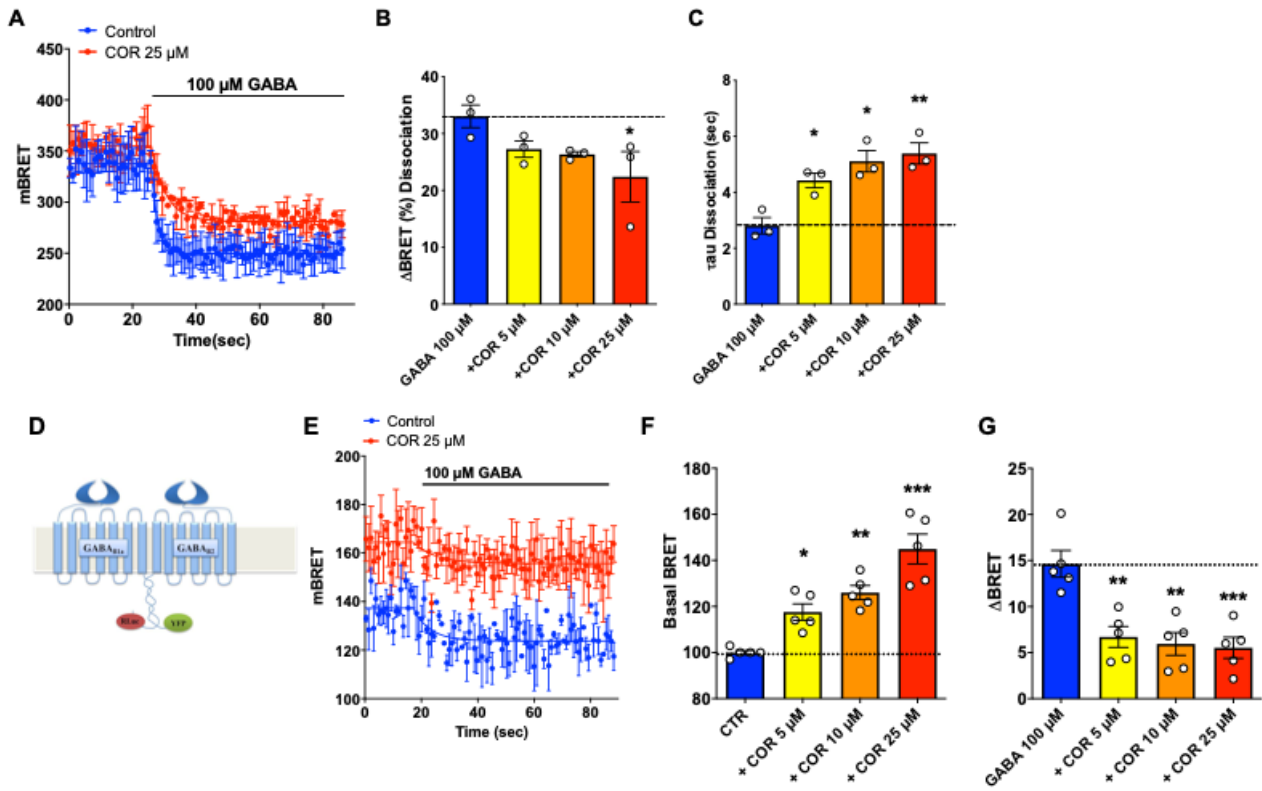 A
Control
COR 25 µM
450
400
350
300
250
200
mBRET
100 µM GABA
0
20
40
60
80
Time(sec)
B
40
30
20
10
0
ΔBRET (%) Dissociation
*
GABA 100 µM
+COR 5 µM
+COR 10 µM
+COR 25 µM
C
8
6
4
2
0
τau Dissociation (sec)
*
*
**
GABA 100 µM
+COR 5 µM
+COR 10 µM
+COR 25 µM
D
GABA B1a
GABA B2
RLuc
YFP
E
Control
COR 25 µM
200
180
160
140
120
100
mBRET
100 µM GABA
0
20
40
60
80
Time (sec)
F
180
160
140
120
100
80
Basal BRET
*
**
***
CTR
+ COR 5 µM
+ COR 10 µM
+ COR 25 µM
G
25
20
15
10
5
0
ΔBRET
**
**
***
GABA 100 µM
+ COR 5 µM
+ COR 10 µM
+ COR 25 µM